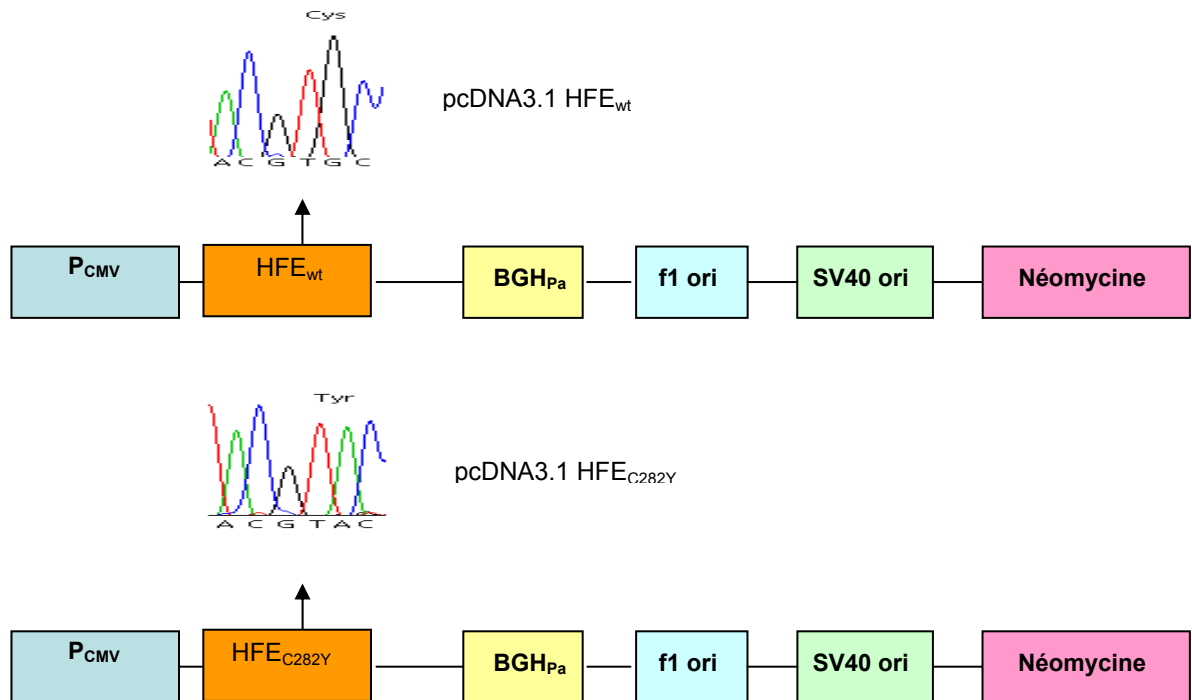 Cys
pcDNA3.1 HFEwt
A C G T G C
PCMV HFEwt BGHPa f1 ori SV40 ori Néomycine
Tyr
pcDNA3.1 HFEC282Y
A C G T A C
PCMV HFEC282Y BGHPa f1 ori SV40 ori Néomycine